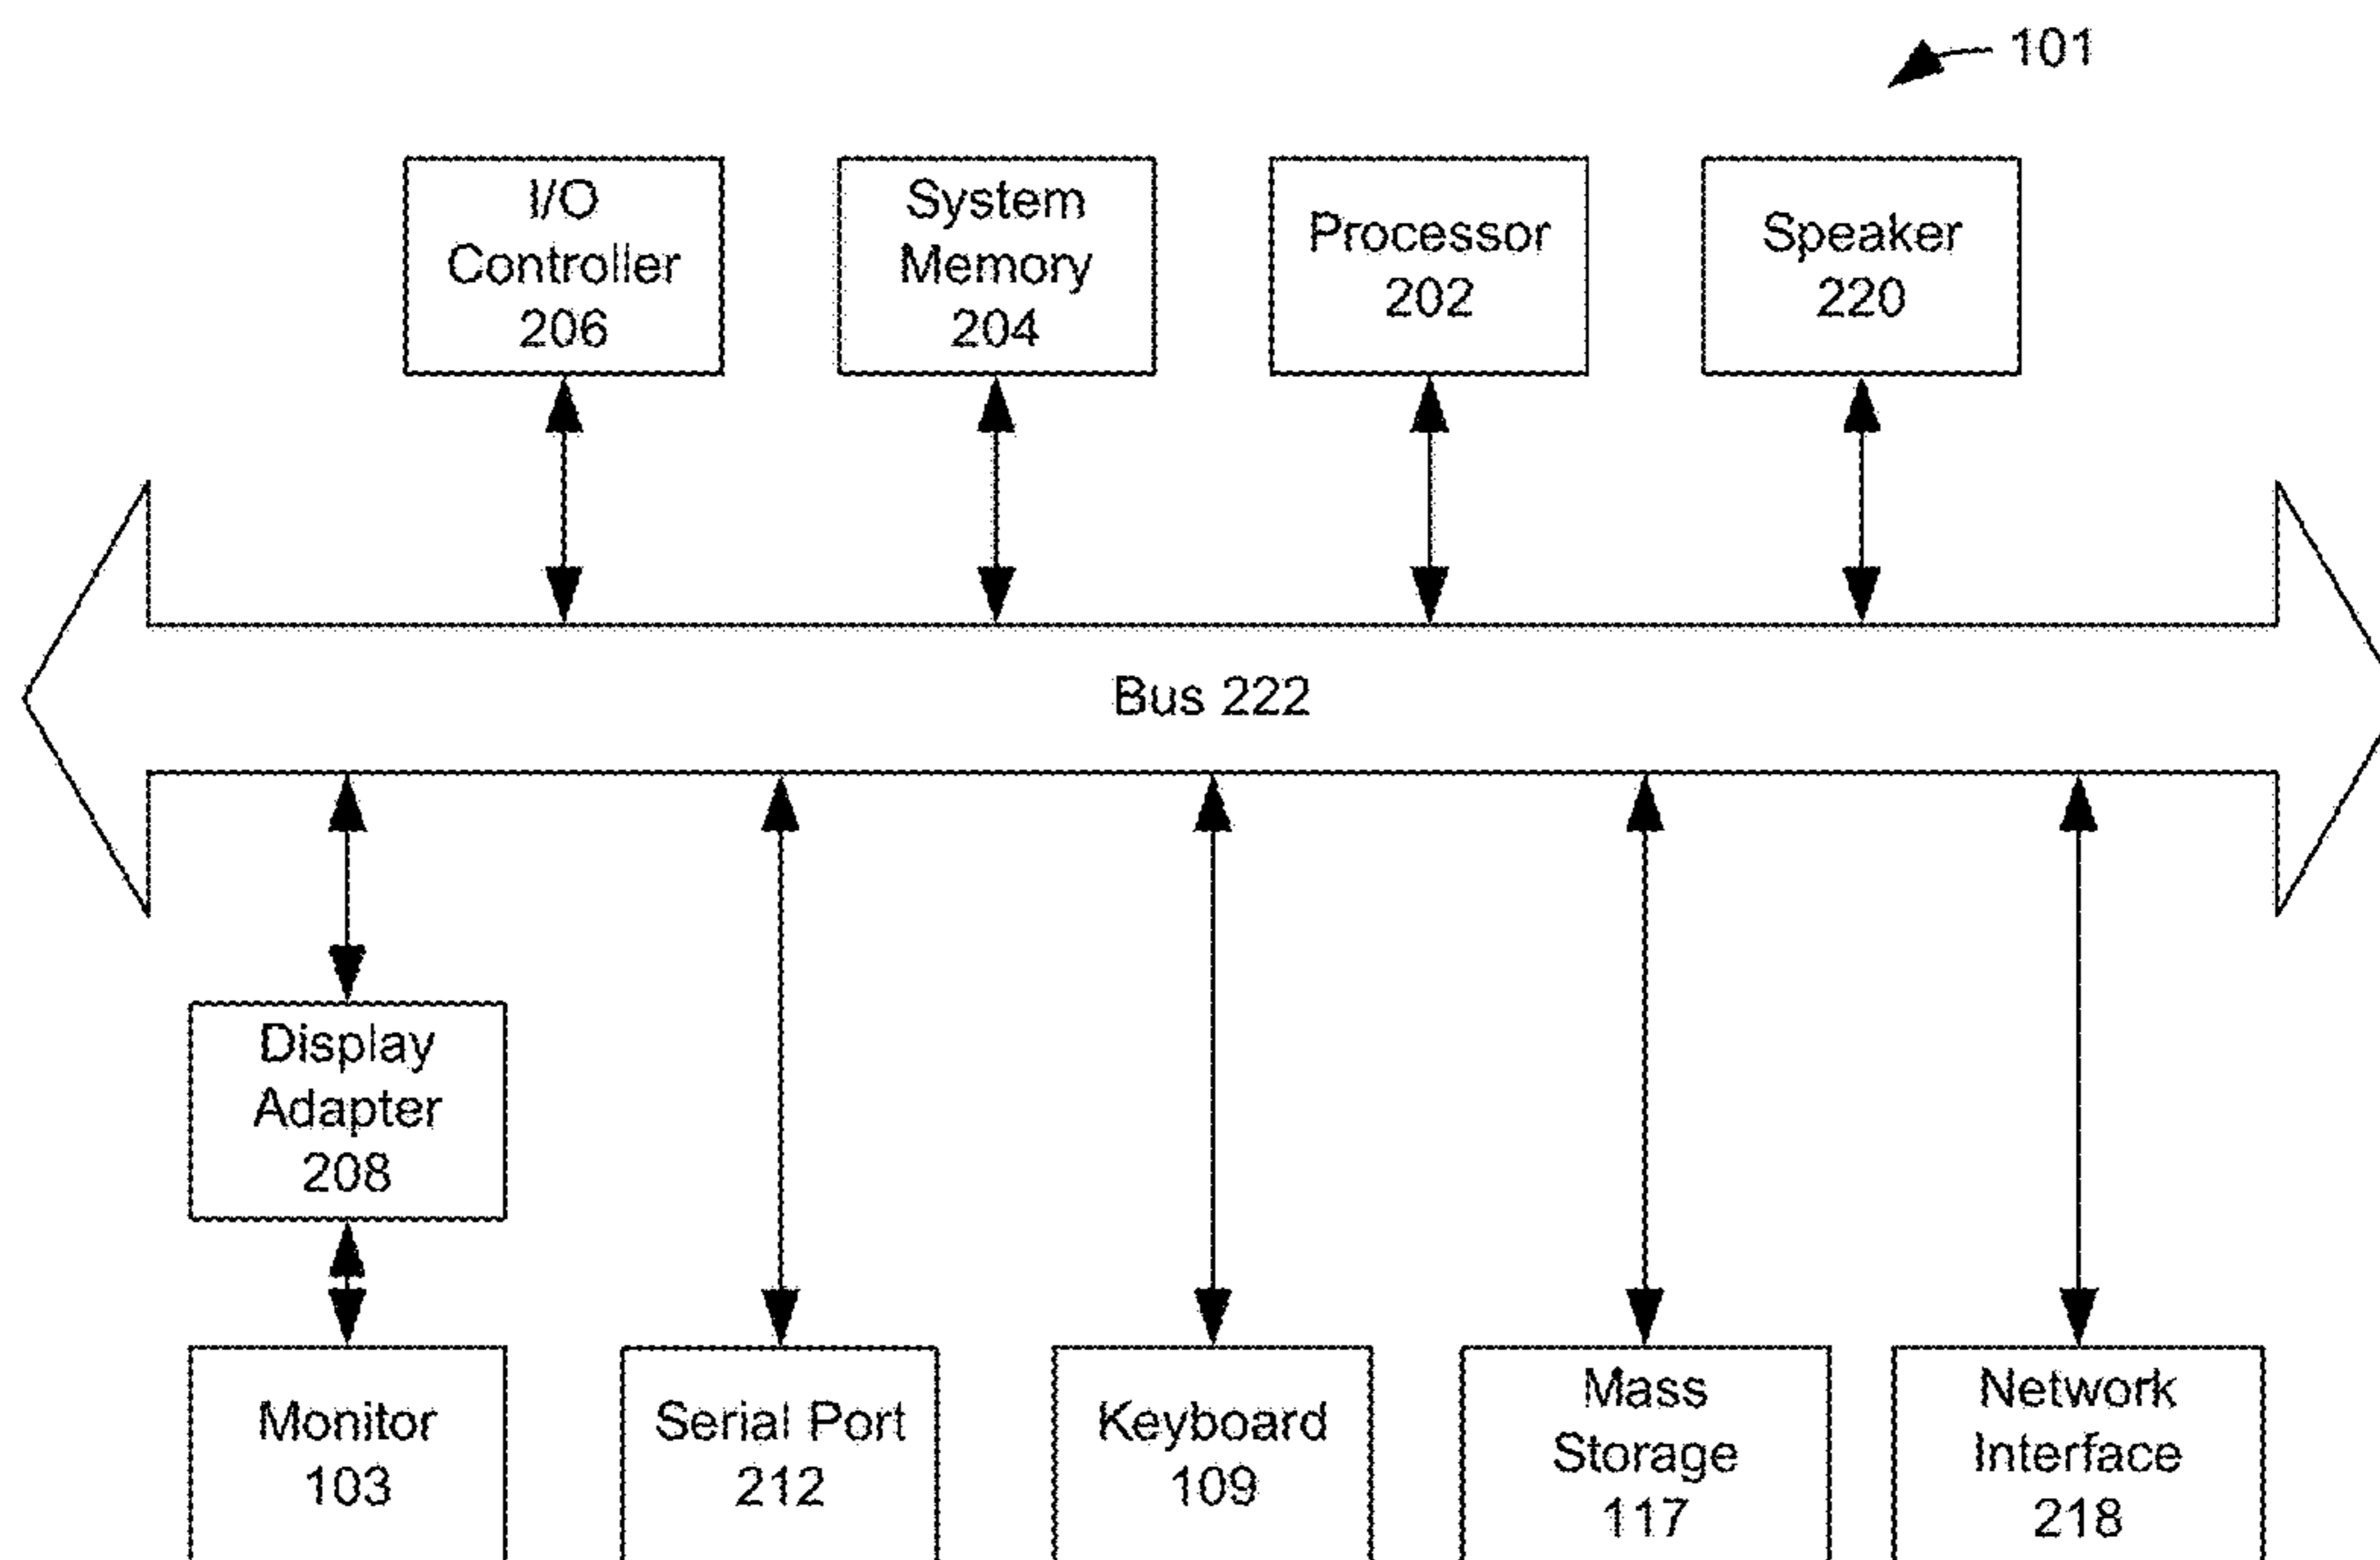 101
I/O
Controller
206
System
Memory
204
Processor
202
Speaker
220
Bus 222
Display
Adapter
208
Monitor
103
Serial Port
212
Keyboard
109
Mass
Storage
117
Network
Interface
218